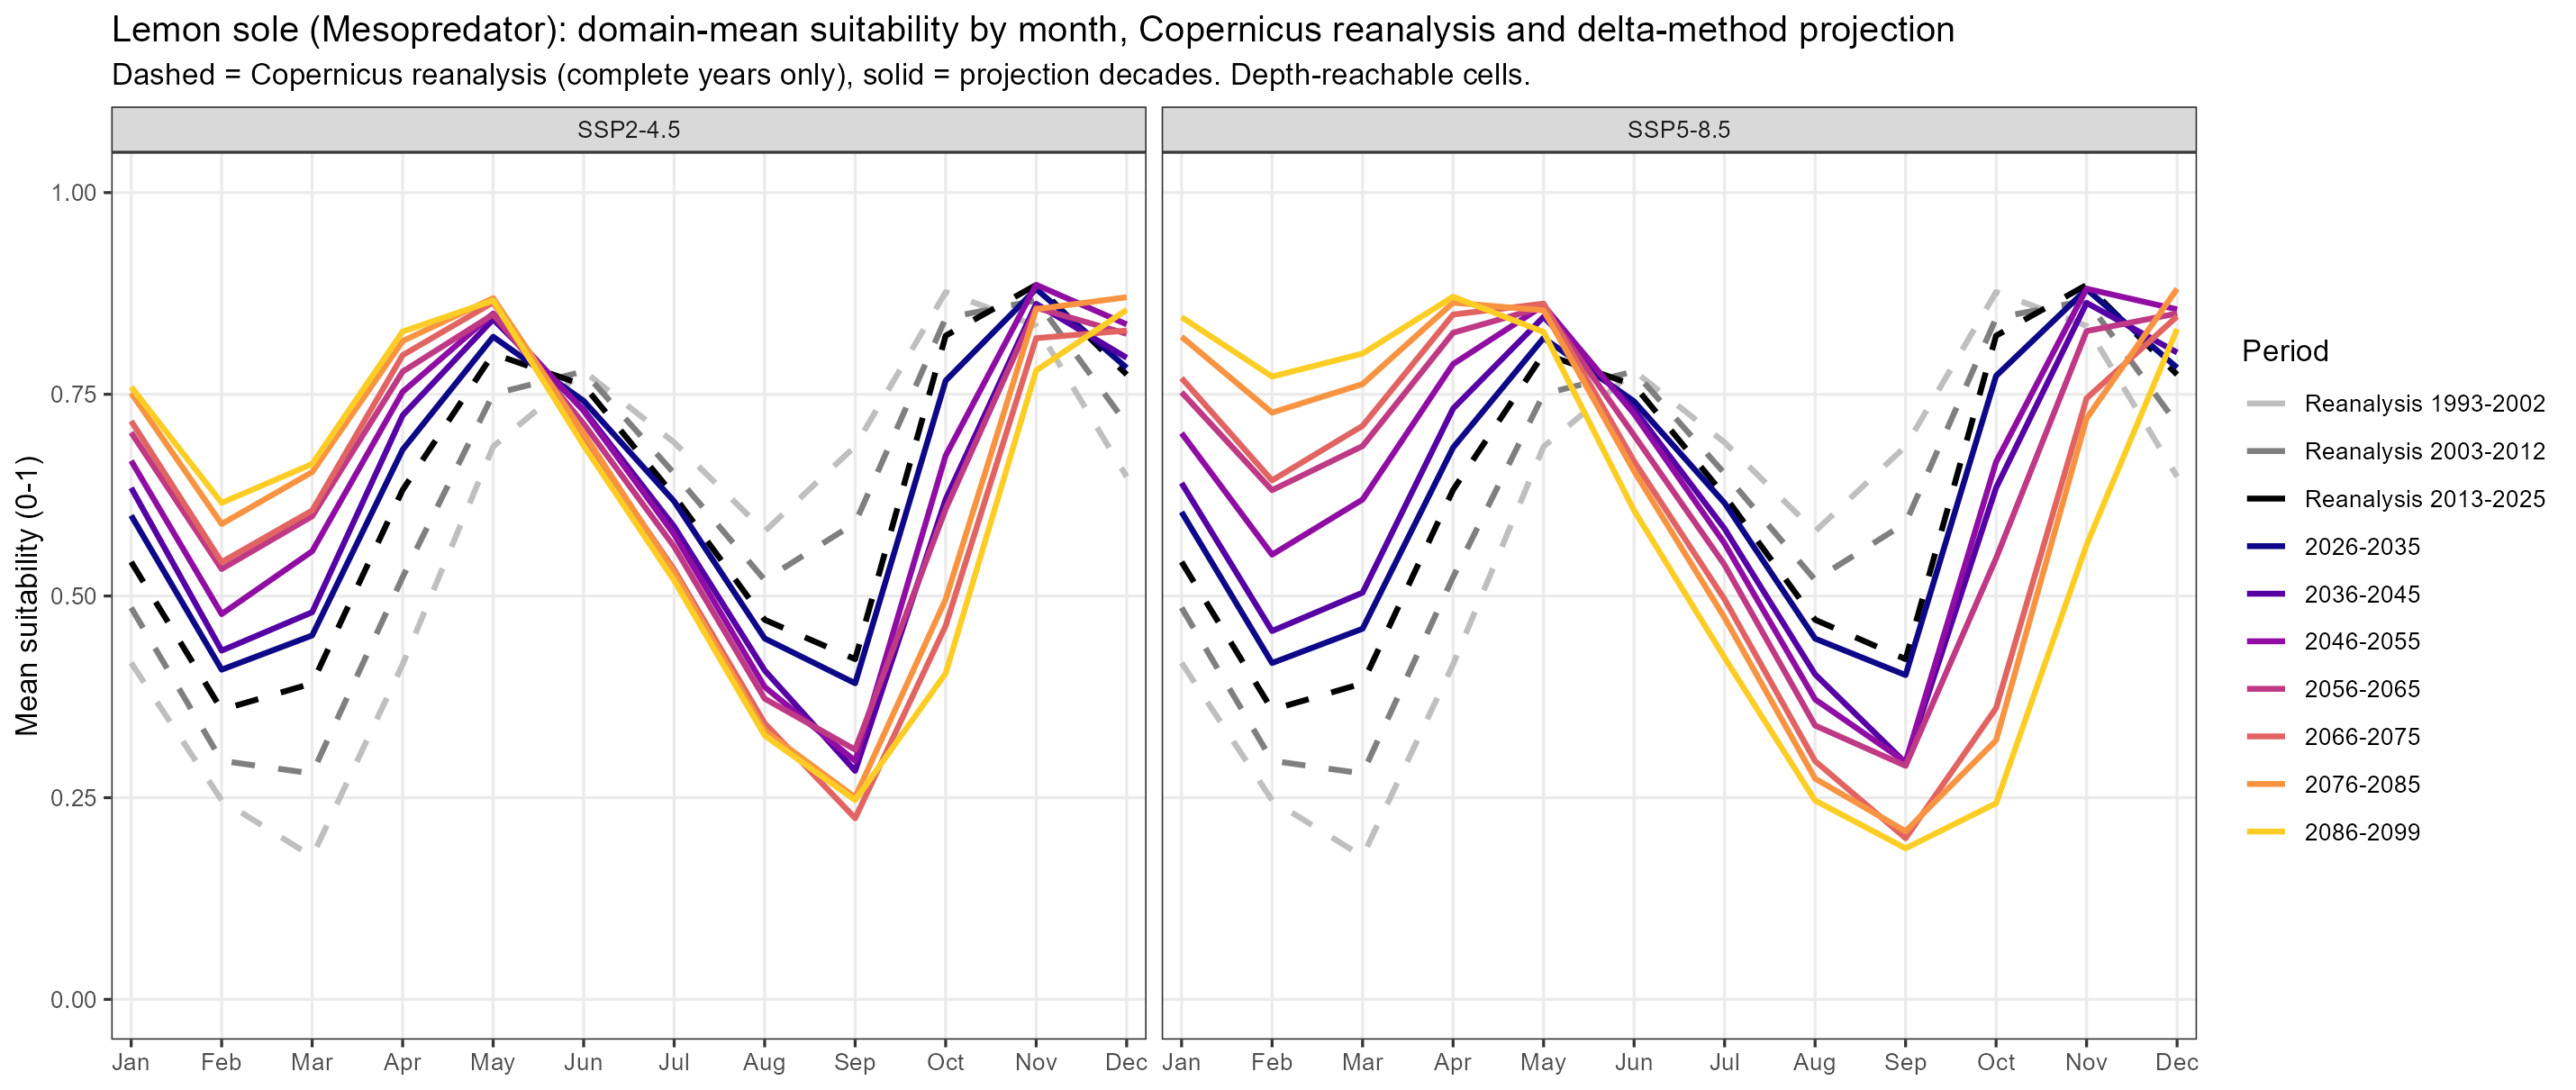 Lemon sole (Mesopredator): domain-mean suitability by month, Copernicus reanalysis and delta-method projection
Dashed = Copernicus reanalysis (complete years only), solid = projection decades. Depth-reachable cells.
SSP2-4.5
SSP5-8.5
Mean suitability (0-1)
1.00
0.75
0.50
0.25
0.00
Jan Feb Mar Apr May Jun Jul Aug Sep Oct Nov Dec
Jan Feb Mar Apr May Jun Jul Aug Sep Oct Nov Dec
Period
Reanalysis 1993-2002
Reanalysis 2003-2012
Reanalysis 2013-2025
2026-2035
2036-2045
2046-2055
2056-2065
2066-2075
2076-2085
2086-2099